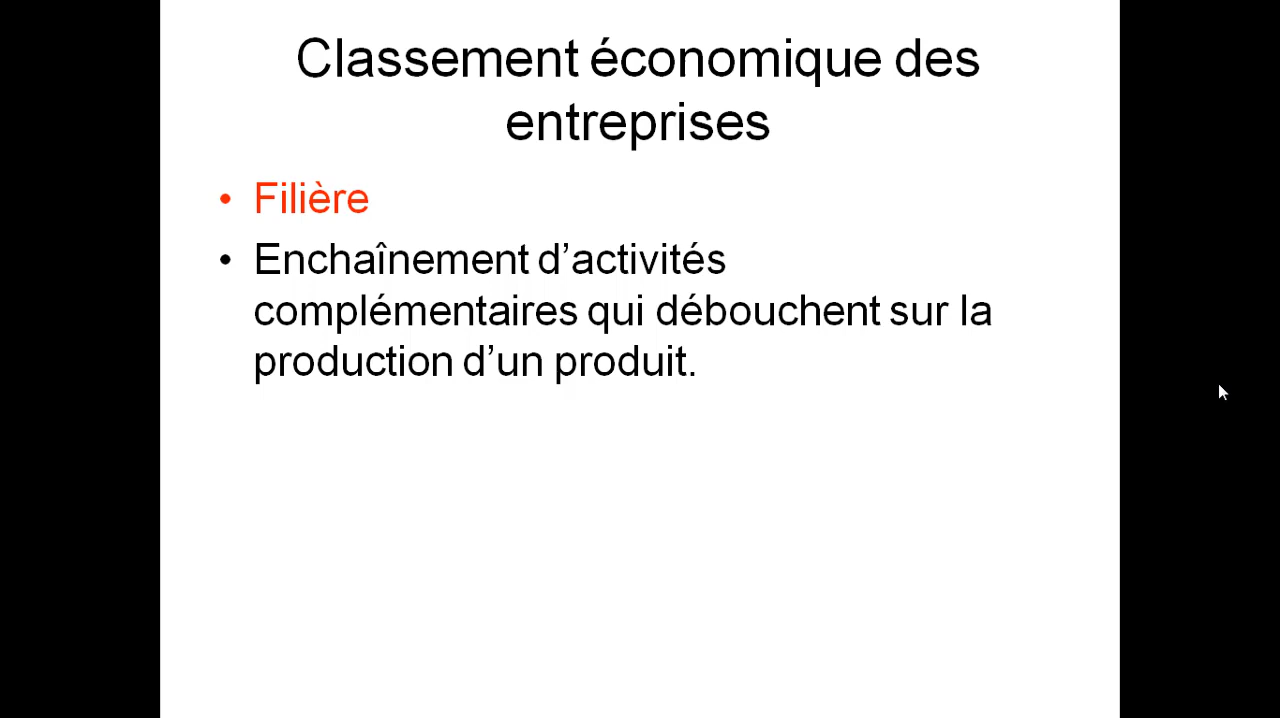 Classement économique des
entreprises
• Filière
• Enchaînement d’activités
complémentaires qui débouchent sur la
production d’un produit.